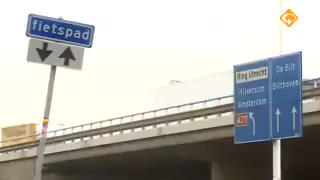 fietspad
Ring Utrecht
Hilversum
Amsterdam
A27
De Bilt
Bilthoven